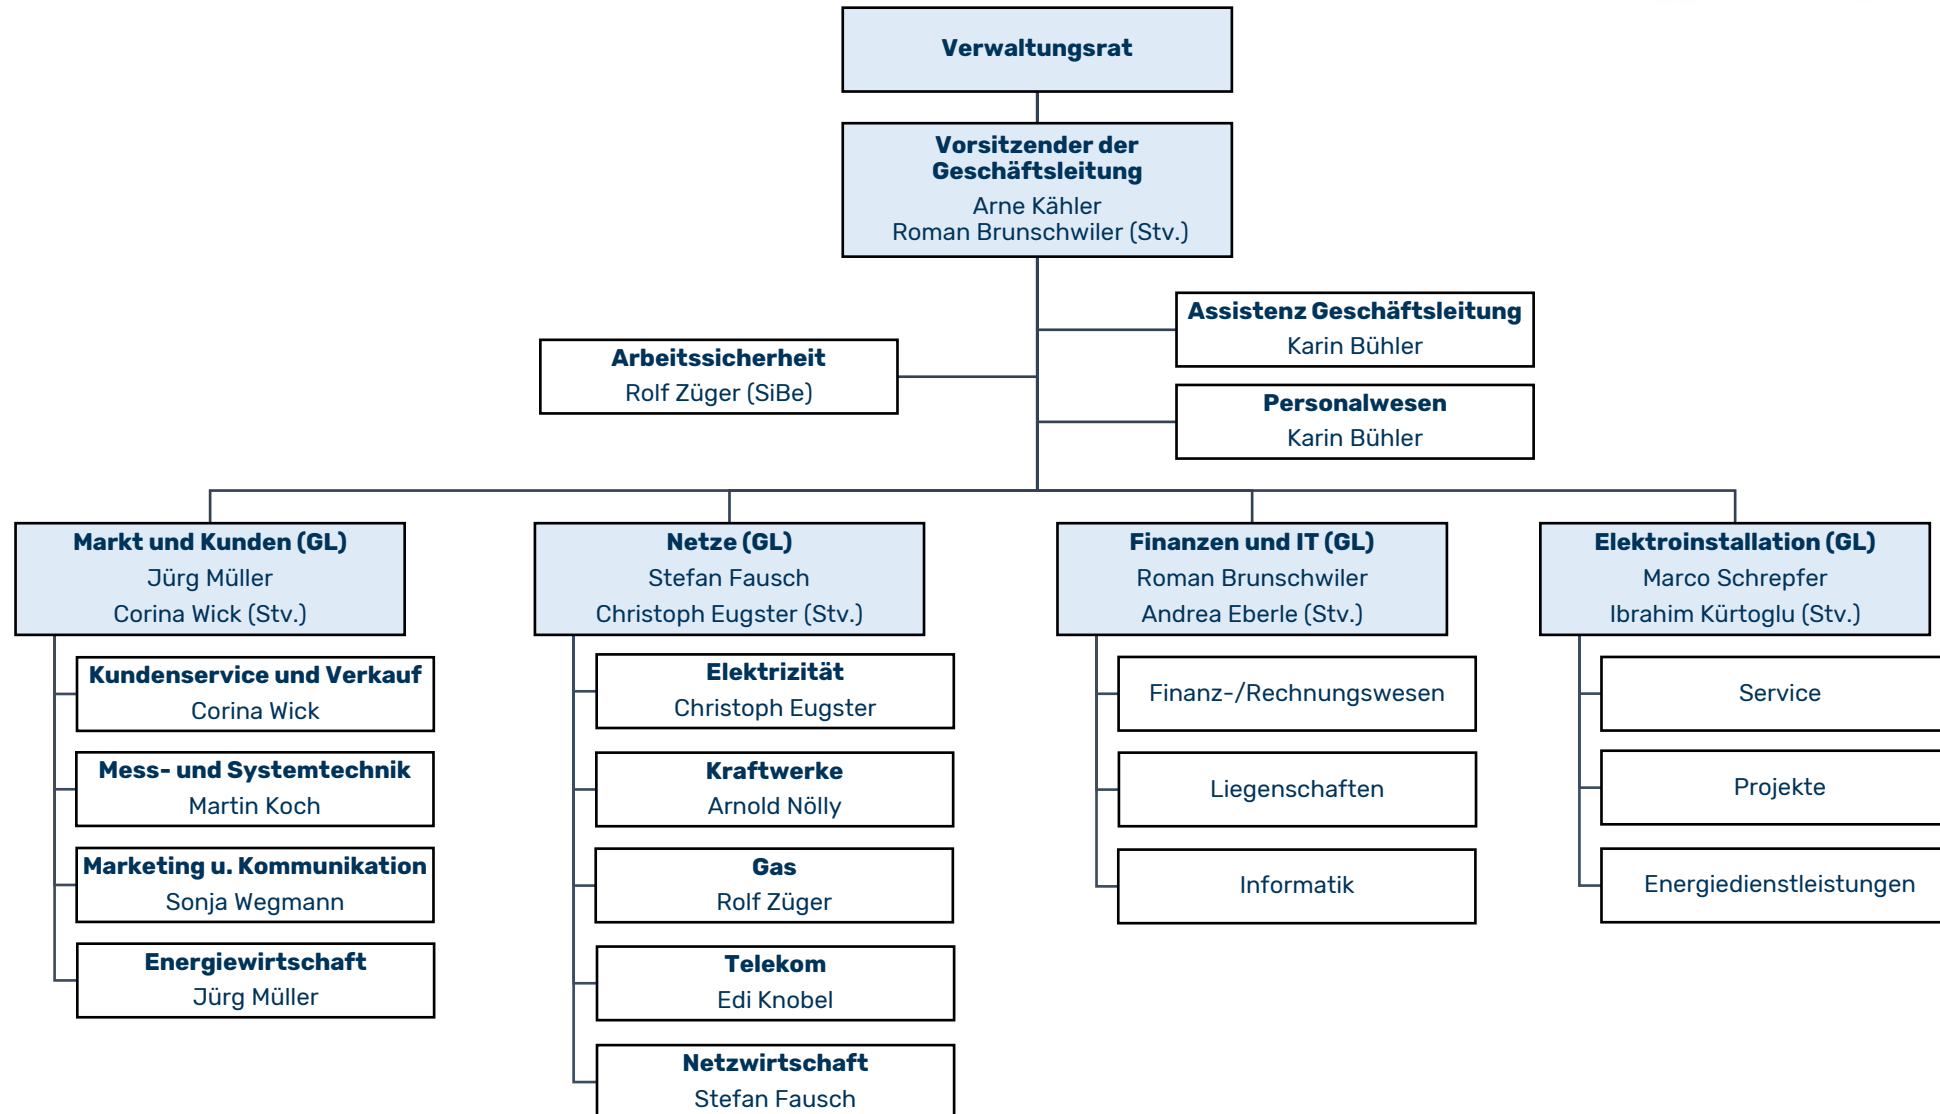 Verwaltungsrat
Vorsitzender der
Geschäftsleitung
Arne Kähler
Roman Brunschwiler (Stv.)
Assistenz Geschäftsleitung
Karin Bühler
Arbeitssicherheit
Rolf Züger (SiBe)
Personalwesen
Karin Bühler
Markt und Kunden (GL)
Jürg Müller
Corina Wick (Stv.)
Kundenservice und Verkauf
Corina Wick
Mess- und Systemtechnik
Martin Koch
Marketing u. Kommunikation
Sonja Wegmann
Energiewirtschaft
Jürg Müller
Netze (GL)
Stefan Fausch
Christoph Eugster (Stv.)
Elektrizität
Christoph Eugster
Kraftwerke
Arnold Nölly
Gas
Rolf Züger
Telekom
Edi Knobel
Netzwirtschaft
Stefan Fausch
Finanzen und IT (GL)
Roman Brunschwiler
Andrea Eberle (Stv.)
Finanz-/Rechnungswesen
Liegenschaften
Informatik
Elektroinstallation (GL)
Marco Schrepfer
Ibrahim Kürtoglu (Stv.)
Service
Projekte
Energiedienstleistungen